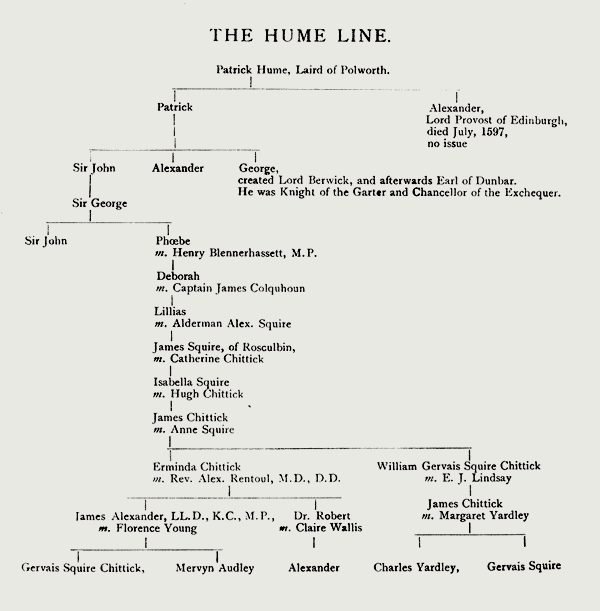 THE HUME LINE.
Patrick Hume, Laird of Polworth.
Patrick
Alexander,
Lord Provost of Edinburgh,
died July, 1597,
no issue
Sir John
Alexander
George,
created Lord Berwick, and afterwards Earl of Dunbar.
He was Knight of the Garter and Chancellor of the Exchequer.
Sir George
Sir John
Phœbe
m. Henry Blennerhassett, M.P.
Deborah
m. Captain James Colquhoun
Lillias
m. Alderman Alex. Squire
James Squire, of Rosculbin,
m. Catherine Chittick
Isabella Squire
m. Hugh Chittick
James Chittick
m. Anne Squire
Erminda Chittick
m. Rev. Alex. Rentoul, M.D., D.D.
William Gervais Squire Chittick
m. E. J. Lindsay
James Alexander, LL.D., K.C., M.P.,
m. Florence Young
Dr. Robert
m. Claire Wallis
James Chittick
m. Margaret Yardley
Gervais Squire Chittick,
Mervyn Audley
Alexander
Charles Yardley,
Gervais Squire